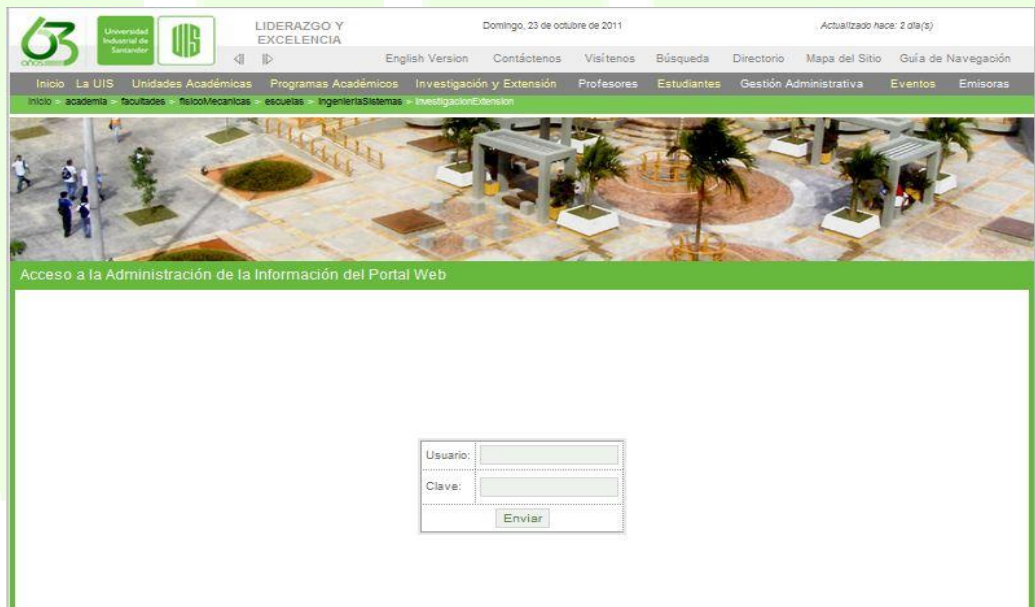 63
años
Universidad
Industrial de
Santander
UIS
LIDERAZGO Y
EXCELENCIA
Domingo, 23 de octubre de 2011
Actualizado hace: 2 día(s)
English Version Contáctenos Visítenos Búsqueda Directorio Mapa del Sitio Guía de Navegación
Inicio La UIS Unidades Académicas Programas Académicos Investigación y Extensión Profesores Estudiantes Gestión Administrativa Eventos Emisoras
Inicio > academia > facultades > fisicoMecanicas > escuelas > ingenieriaSistemas > InvestigacionExtension
Acceso a la Administración de la Información del Portal Web
Usuario:
Clave:
Enviar